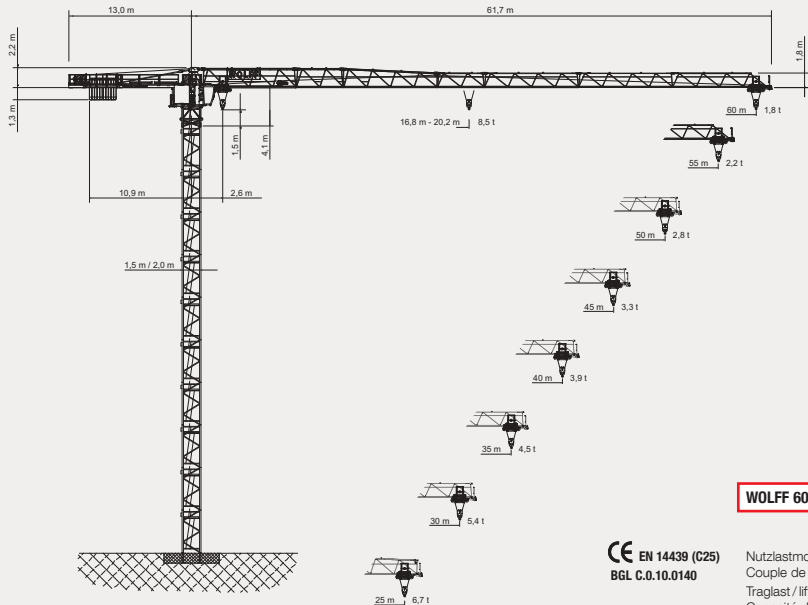 13,0 m
61,7 m
2,2 m
1,8 m
WOLFF
1,3 m
60 m 1,8 t
16,8 m - 20,2 m 8,5 t
1,5 m
4,1 m
55 m 2,2 t
10,9 m 2,6 m
50 m 2,8 t
1,5 m / 2,0 m
45 m 3,3 t
40 m 3,9 t
35 m 4,5 t
WOLFF 60
30 m 5,4 t
CE EN 14439 (C25)
BGL C.0.10.0140
Nutzlastmo
Couple de
Traglast / lif
25 m 6,7 t